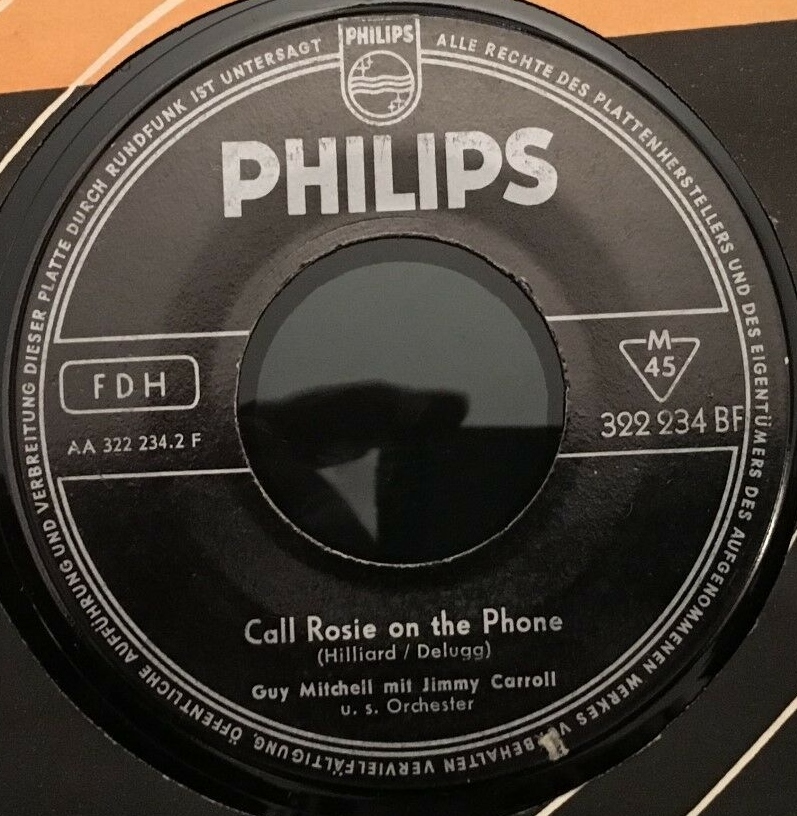 PHILIPS
ALLE RECHTE DES PLATTENHERSTELLERS UND DES EIGENTÜMERS DES AUFGENOMMENEN WERKES BEHALTEN VERVIELFÄLTIGUNG, ÖFFENTLICHE AUFFÜHRUNG UND VERBREITUNG DIESER PLATTE DURCH RUNDFUNK IST UNTERSAGT
PHILIPS
FDH
M
45
AA 322 234.2 F
322 234 BF
Call Rosie on the Phone
(Hilliard / Delugg)
Guy Mitchell mit Jimmy Carroll
u. s. Orchester